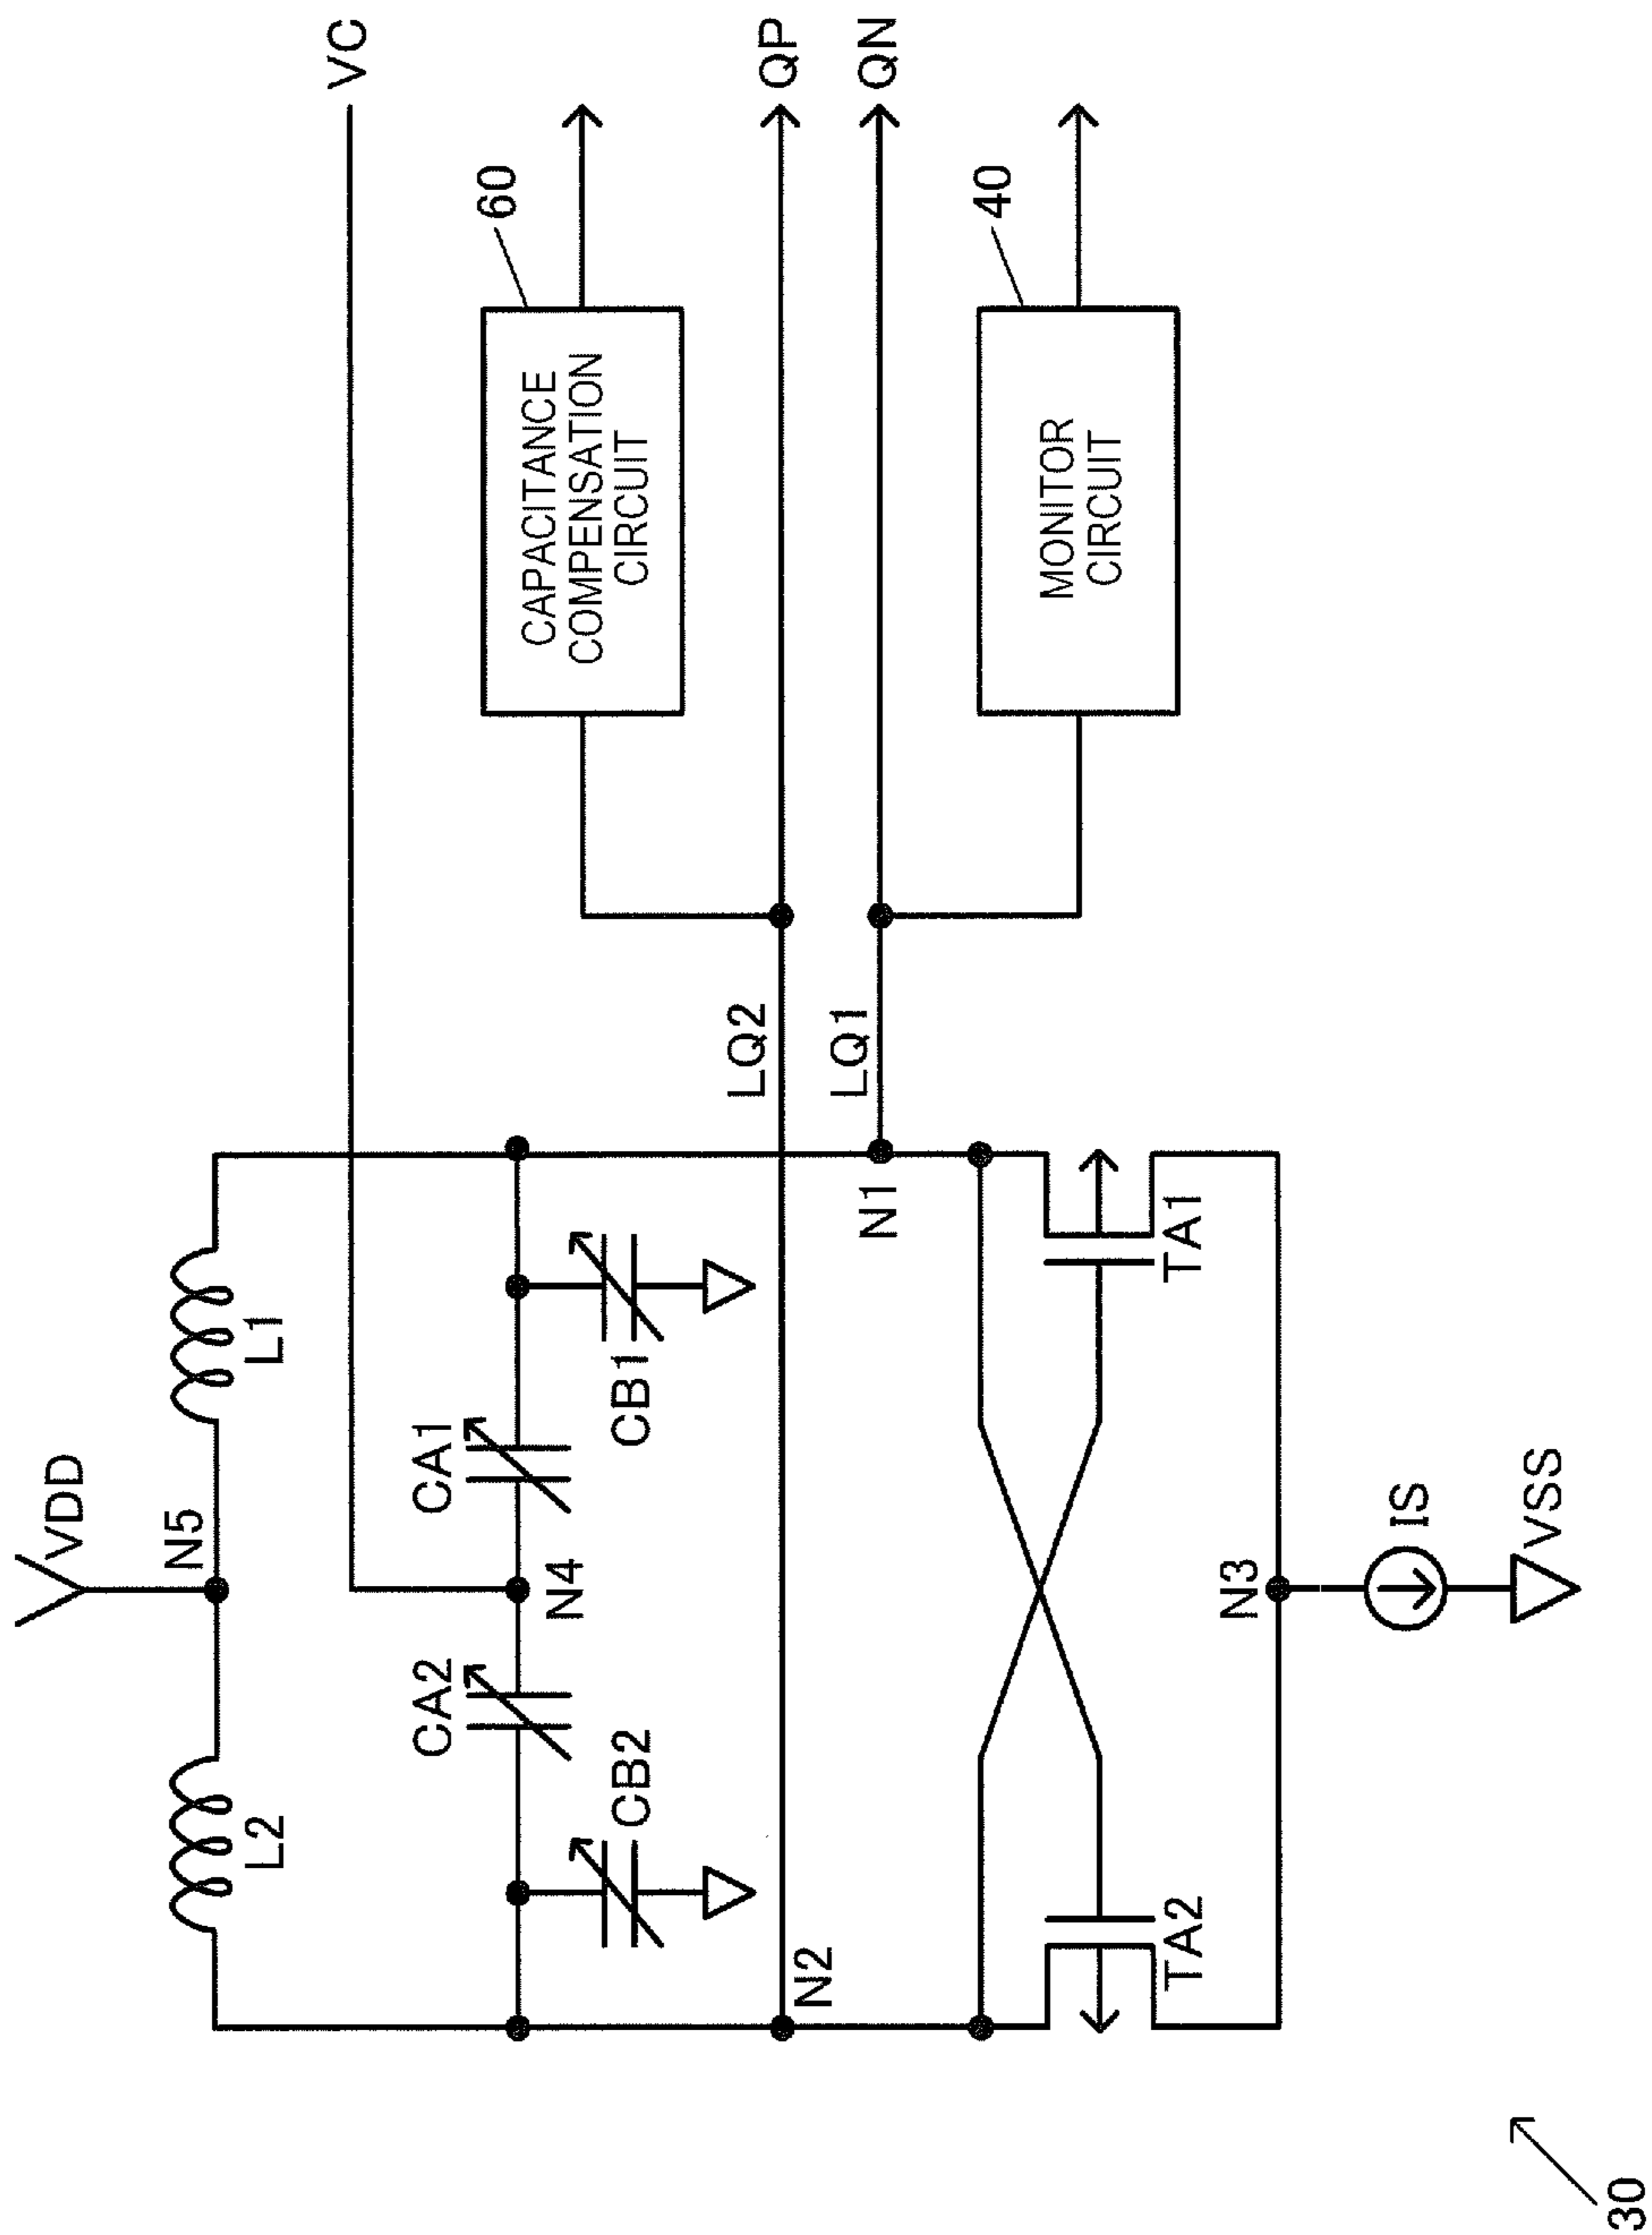 30
VDD
N5
L2
L1
VC
CA2
CA1
N4
CB2
CB1
60
CAPACITANCE
COMPENSATION
CIRCUIT
LQ2
QP
N2
LQ1
QN
N1
40
MONITOR
CIRCUIT
TA2
TA1
N3
IS
VSS